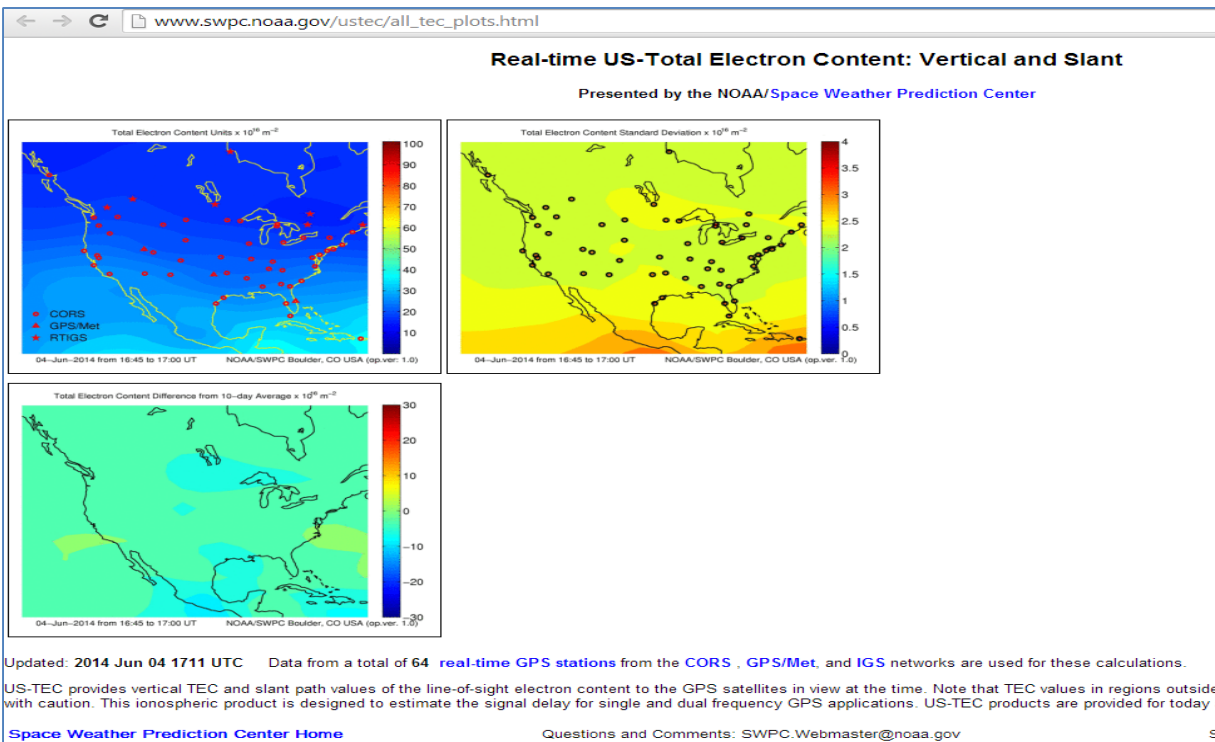 www.swpc.noaa.gov/ustec/all_tec_plots.html
Real-time US-Total Electron Content: Vertical and Slant
Presented by the NOAA/Space Weather Prediction Center
Total Electron Content Units x 10^16 m^-2
100
90
80
70
60
50
40
30
20
10
CORS
GPS/Met
RTIGS
04-Jun-2014 from 16:45 to 17:00 UT NOAA/SWPC Boulder, CO USA (op.ver: 1.0)
Total Electron Content Standard Deviation x 10^16 m^-2
4
3.5
3
2.5
2
1.5
1
0.5
0
04-Jun-2014 from 16:45 to 17:00 UT NOAA/SWPC Boulder, CO USA (op.ver: 1.0)
Total Electron Content Difference from 10-day Average x 10^16 m^-2
30
20
10
0
-10
-20
-30
04-Jun-2014 from 16:45 to 17:00 UT NOAA/SWPC Boulder, CO USA (op.ver: 1.0)
Updated: 2014 Jun 04 1711 UTC Data from a total of 64 real-time GPS stations from the CORS , GPS/Met, and IGS networks are used for these calculations.
US-TEC provides vertical TEC and slant path values of the line-of-sight electron content to the GPS satellites in view at the time. Note that TEC values in regions outside
with caution. This ionospheric product is designed to estimate the signal delay for single and dual frequency GPS applications. US-TEC products are provided for today
Space Weather Prediction Center Home Questions and Comments: SWPC.Webmaster@noaa.gov S